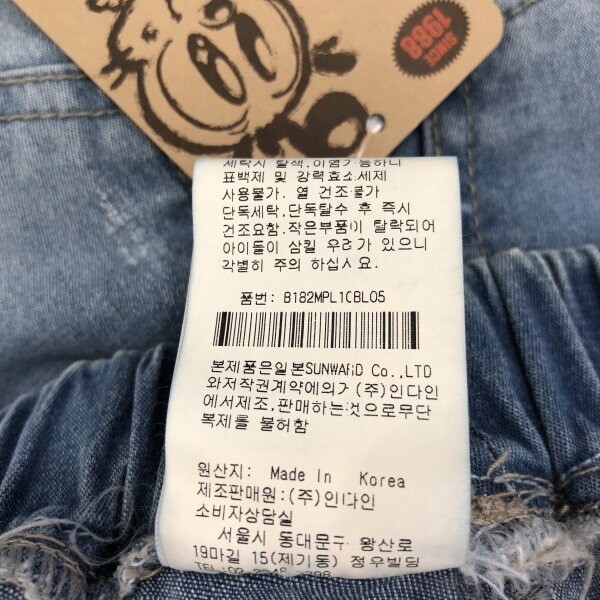 SINCE
1988
세탁시 탈색,이염가능하니
표백제 및 강력효소세제
사용불가. 열 건조불가
단독세탁,단독탈수 후 즉시
건조요함.작은부품이 탈락되어
아이들이 삼킬 우려가 있으니
각별히 주의 하십시요.
품번: B182MPL10BL05
본제품은일본SUNWARD Co.,LTD
와저작권계약에의거 (주)인다인
에서제조,판매하는것으로무단
복제를 불허함
원산지: Made In Korea
제조판매원:(주)인다인
소비자상담실
서울시 동대문구 왕산로
19마길 15(제기동) 정우빌딩
TEL:02